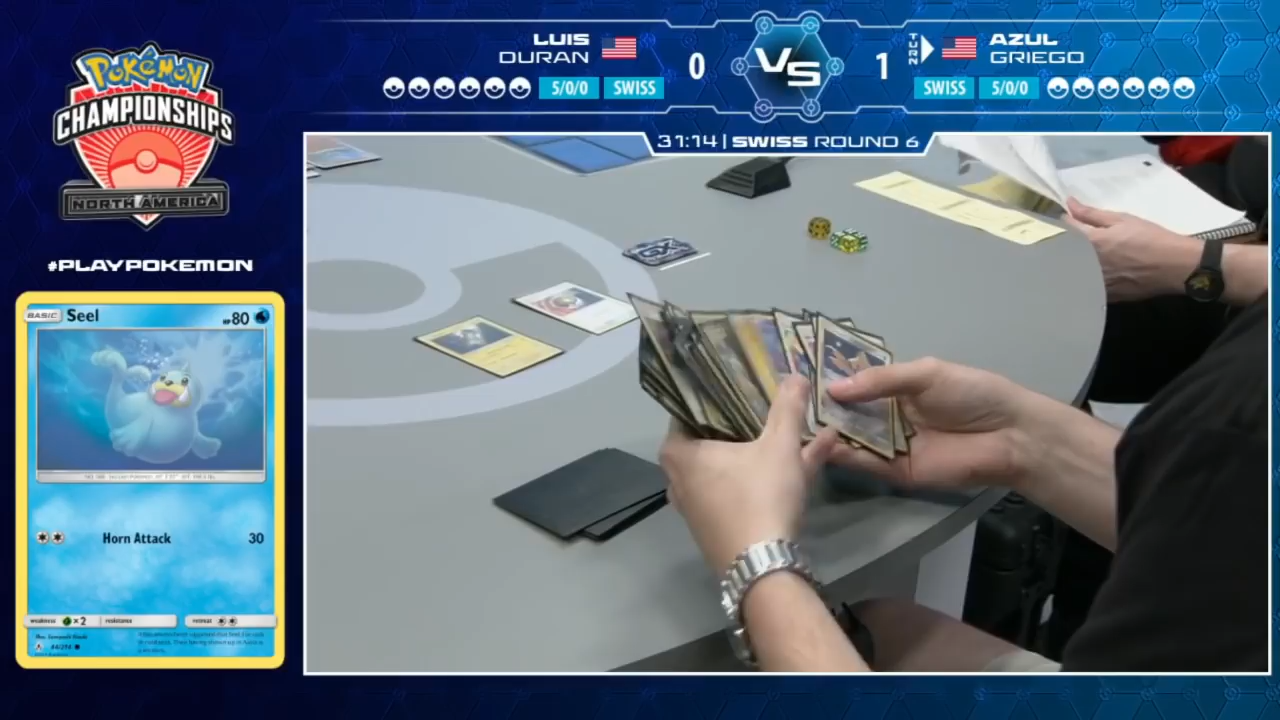 POKéMON
CHAMPIONSHIPS
NORTH AMERICA
#PLAYPOKEMON
LUIS
DURAN
0
VS
1
TURN
AZUL
GRIEGO
5/0/0
SWISS
SWISS
5/0/0
31:14 | SWISS ROUND 6
BASIC Seel HP80
Horn Attack 30
weakness ×2 resistance retreat
GX